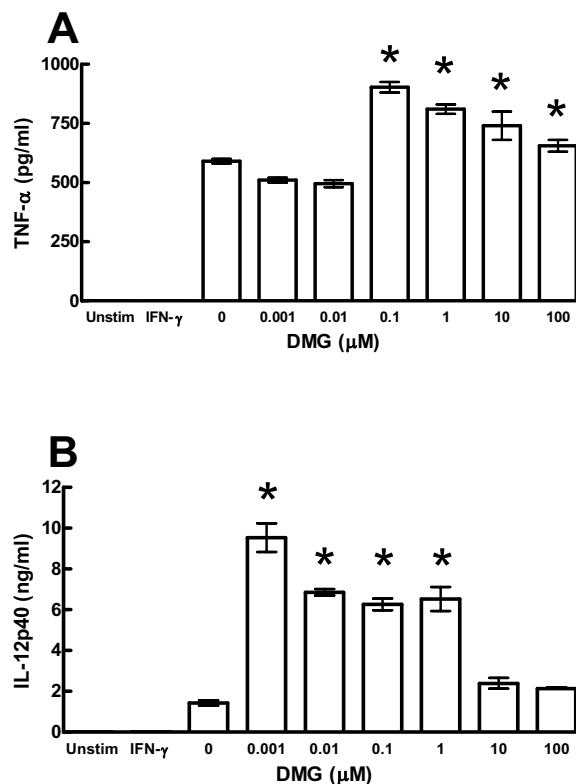 A
* * * *
1000
750
500
250
0
TNF-α (pg/ml)
Unstim IFN-γ 0 0.001 0.01 0.1 1 10 100
DMG (μM)
B
* * * *
12
10
8
6
4
2
0
IL-12p40 (ng/ml)
Unstim IFN-γ 0 0.001 0.01 0.1 1 10 100
DMG (μM)